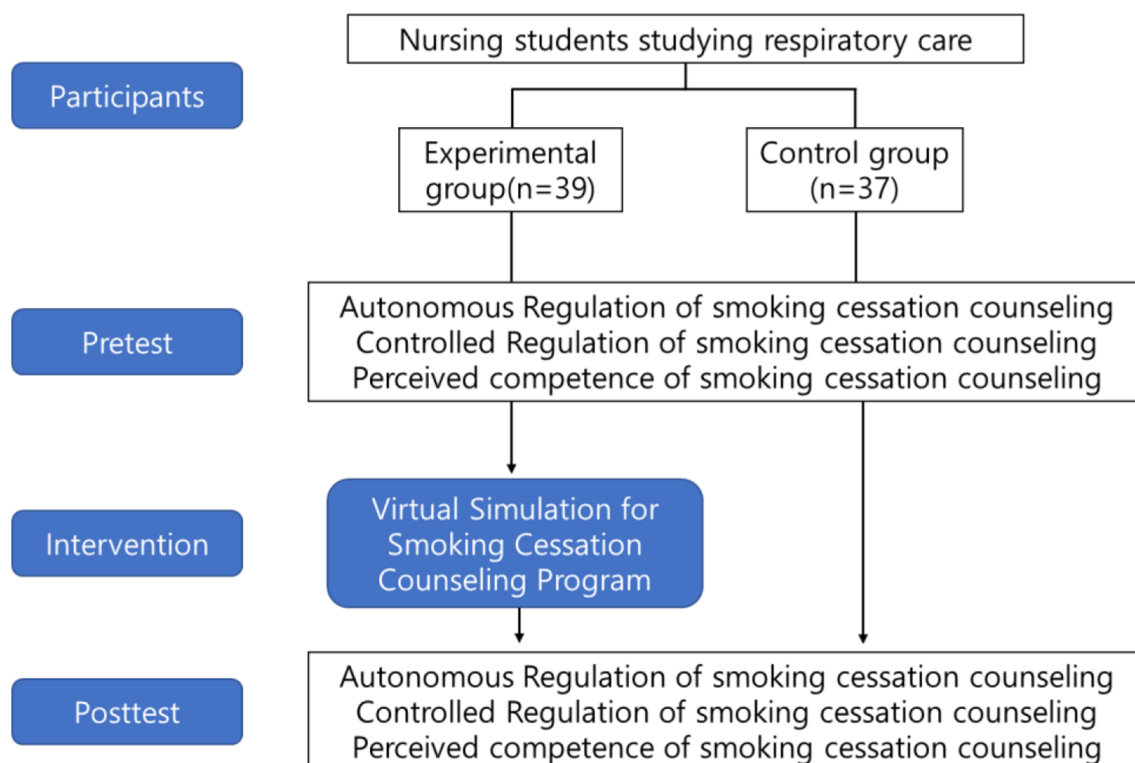 Nursing students studying respiratory care
Participants
Experimental
group(n=39)
Control group
(n=37)
Pretest
Autonomous Regulation of smoking cessation counseling
Controlled Regulation of smoking cessation counseling
Perceived competence of smoking cessation counseling
Intervention
Virtual Simulation for
Smoking Cessation
Counseling Program
Posttest
Autonomous Regulation of smoking cessation counseling
Controlled Regulation of smoking cessation counseling
Perceived competence of smoking cessation counseling